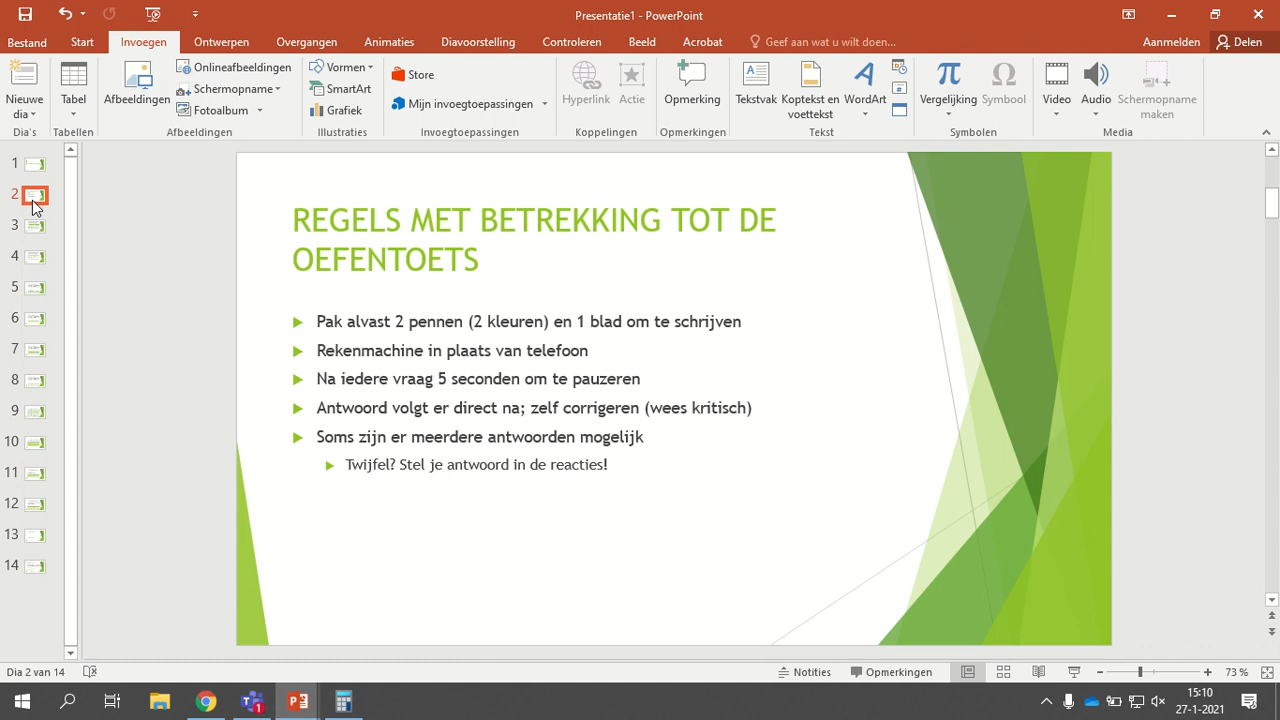 Presentatie1 - PowerPoint
Bestand Start Invoegen Ontwerpen Overgangen Animaties Diavoorstelling Controleren Beeld Acrobat Geef aan wat u wilt doen... Aanmelden Delen
Nieuwe dia
Dia's
Tabel
Tabellen
Afbeeldingen
Onlineafbeeldingen
Schermopname
Fotoalbum
Afbeeldingen
Vormen
SmartArt
Grafiek
Illustraties
Store
Mijn invoegtoepassingen
Invoegtoepassingen
Hyperlink
Actie
Koppelingen
Opmerking
Opmerkingen
Tekstvak
Koptekst en voettekst
WordArt
Tekst
Vergelijking
Symbool
Symbolen
Video
Audio
Schermopname maken
Media
1
2
3
4
5
6
7
8
9
10
11
12
13
14
REGELS MET BETREKKING TOT DE
OEFENTOETS
Pak alvast 2 pennen (2 kleuren) en 1 blad om te schrijven
Rekenmachine in plaats van telefoon
Na iedere vraag 5 seconden om te pauzeren
Antwoord volgt er direct na; zelf corrigeren (wees kritisch)
Soms zijn er meerdere antwoorden mogelijk
Twijfel? Stel je antwoord in de reacties!
Dia 2 van 14 Notities Opmerkingen 73 %
15:10
27-1-2021